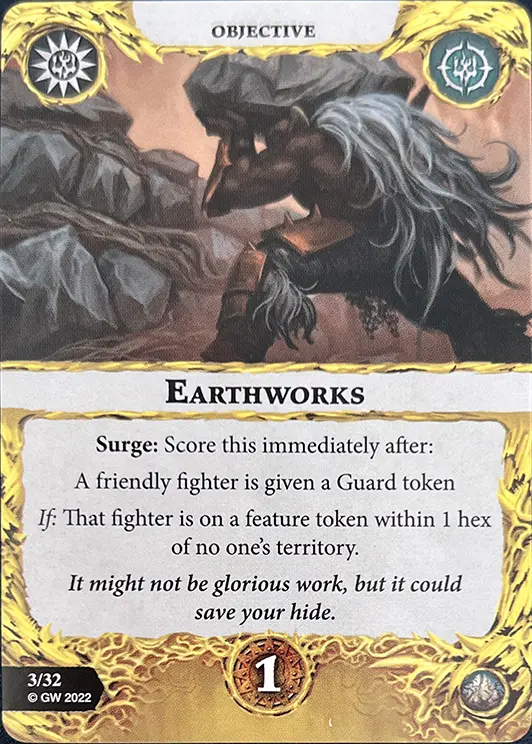 OBJECTIVE
EARTHWORKS
Surge: Score this immediately after:
A friendly fighter is given a Guard token
If: That fighter is on a feature token within 1 hex
of no one's territory.
It might not be glorious work, but it could
save your hide.
1
3/32
© GW 2022